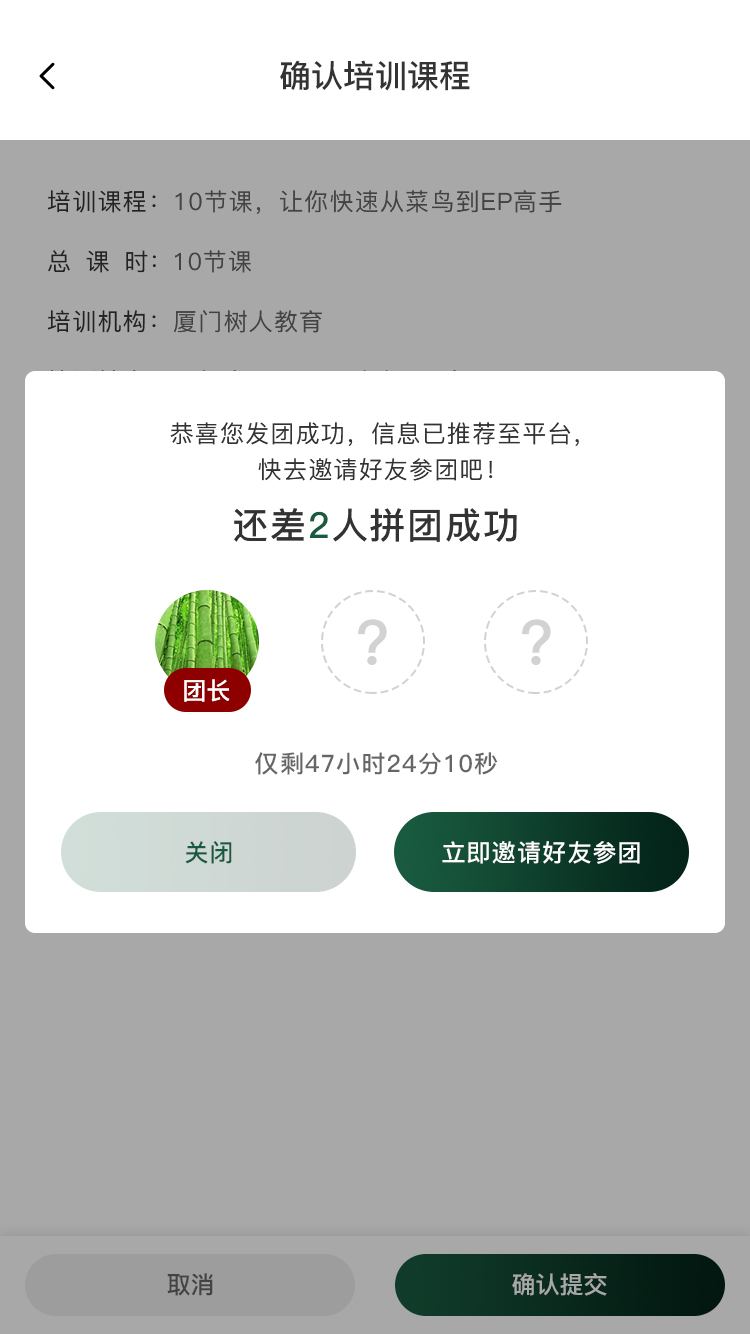 确认培训课程
培训课程：10节课，让你快速从菜鸟到EP高手
总 课 时：10节课
培训机构：厦门树人教育
恭喜您发团成功，信息已推荐至平台，
快去邀请好友参团吧！
还差2人拼团成功
? ?
团长
仅剩47小时24分10秒
关闭 立即邀请好友参团
取消 确认提交